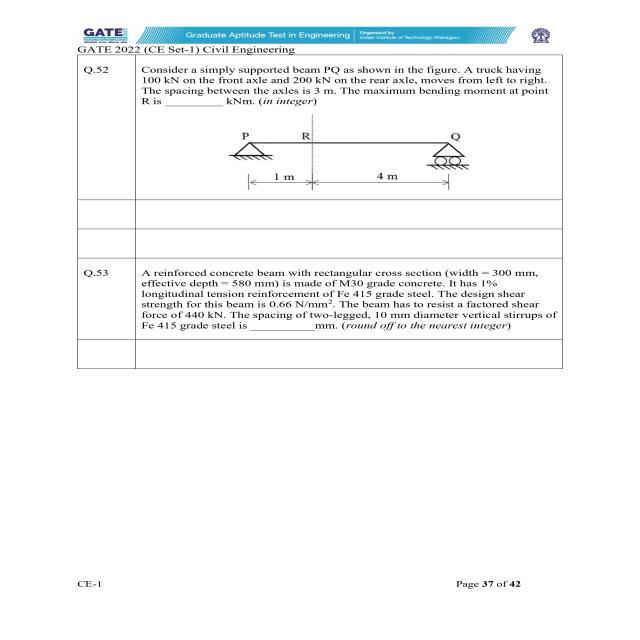 GATE
Graduate Aptitude Test in Engineering
Organised by
Indian Institute of Technology Kharagpur
GATE 2022 (CE Set-1) Civil Engineering
Q.52
Consider a simply supported beam PQ as shown in the figure. A truck having
100 kN on the front axle and 200 kN on the rear axle, moves from left to right.
The spacing between the axles is 3 m. The maximum bending moment at point
R is __________ kNm. (in integer)
P R Q
1 m 4 m
Q.53
A reinforced concrete beam with rectangular cross section (width = 300 mm,
effective depth = 580 mm) is made of M30 grade concrete. It has 1%
longitudinal tension reinforcement of Fe 415 grade steel. The design shear
strength for this beam is 0.66 N/mm². The beam has to resist a factored shear
force of 440 kN. The spacing of two-legged, 10 mm diameter vertical stirrups of
Fe 415 grade steel is ___________mm. (round off to the nearest integer)
CE-1
Page 37 of 42